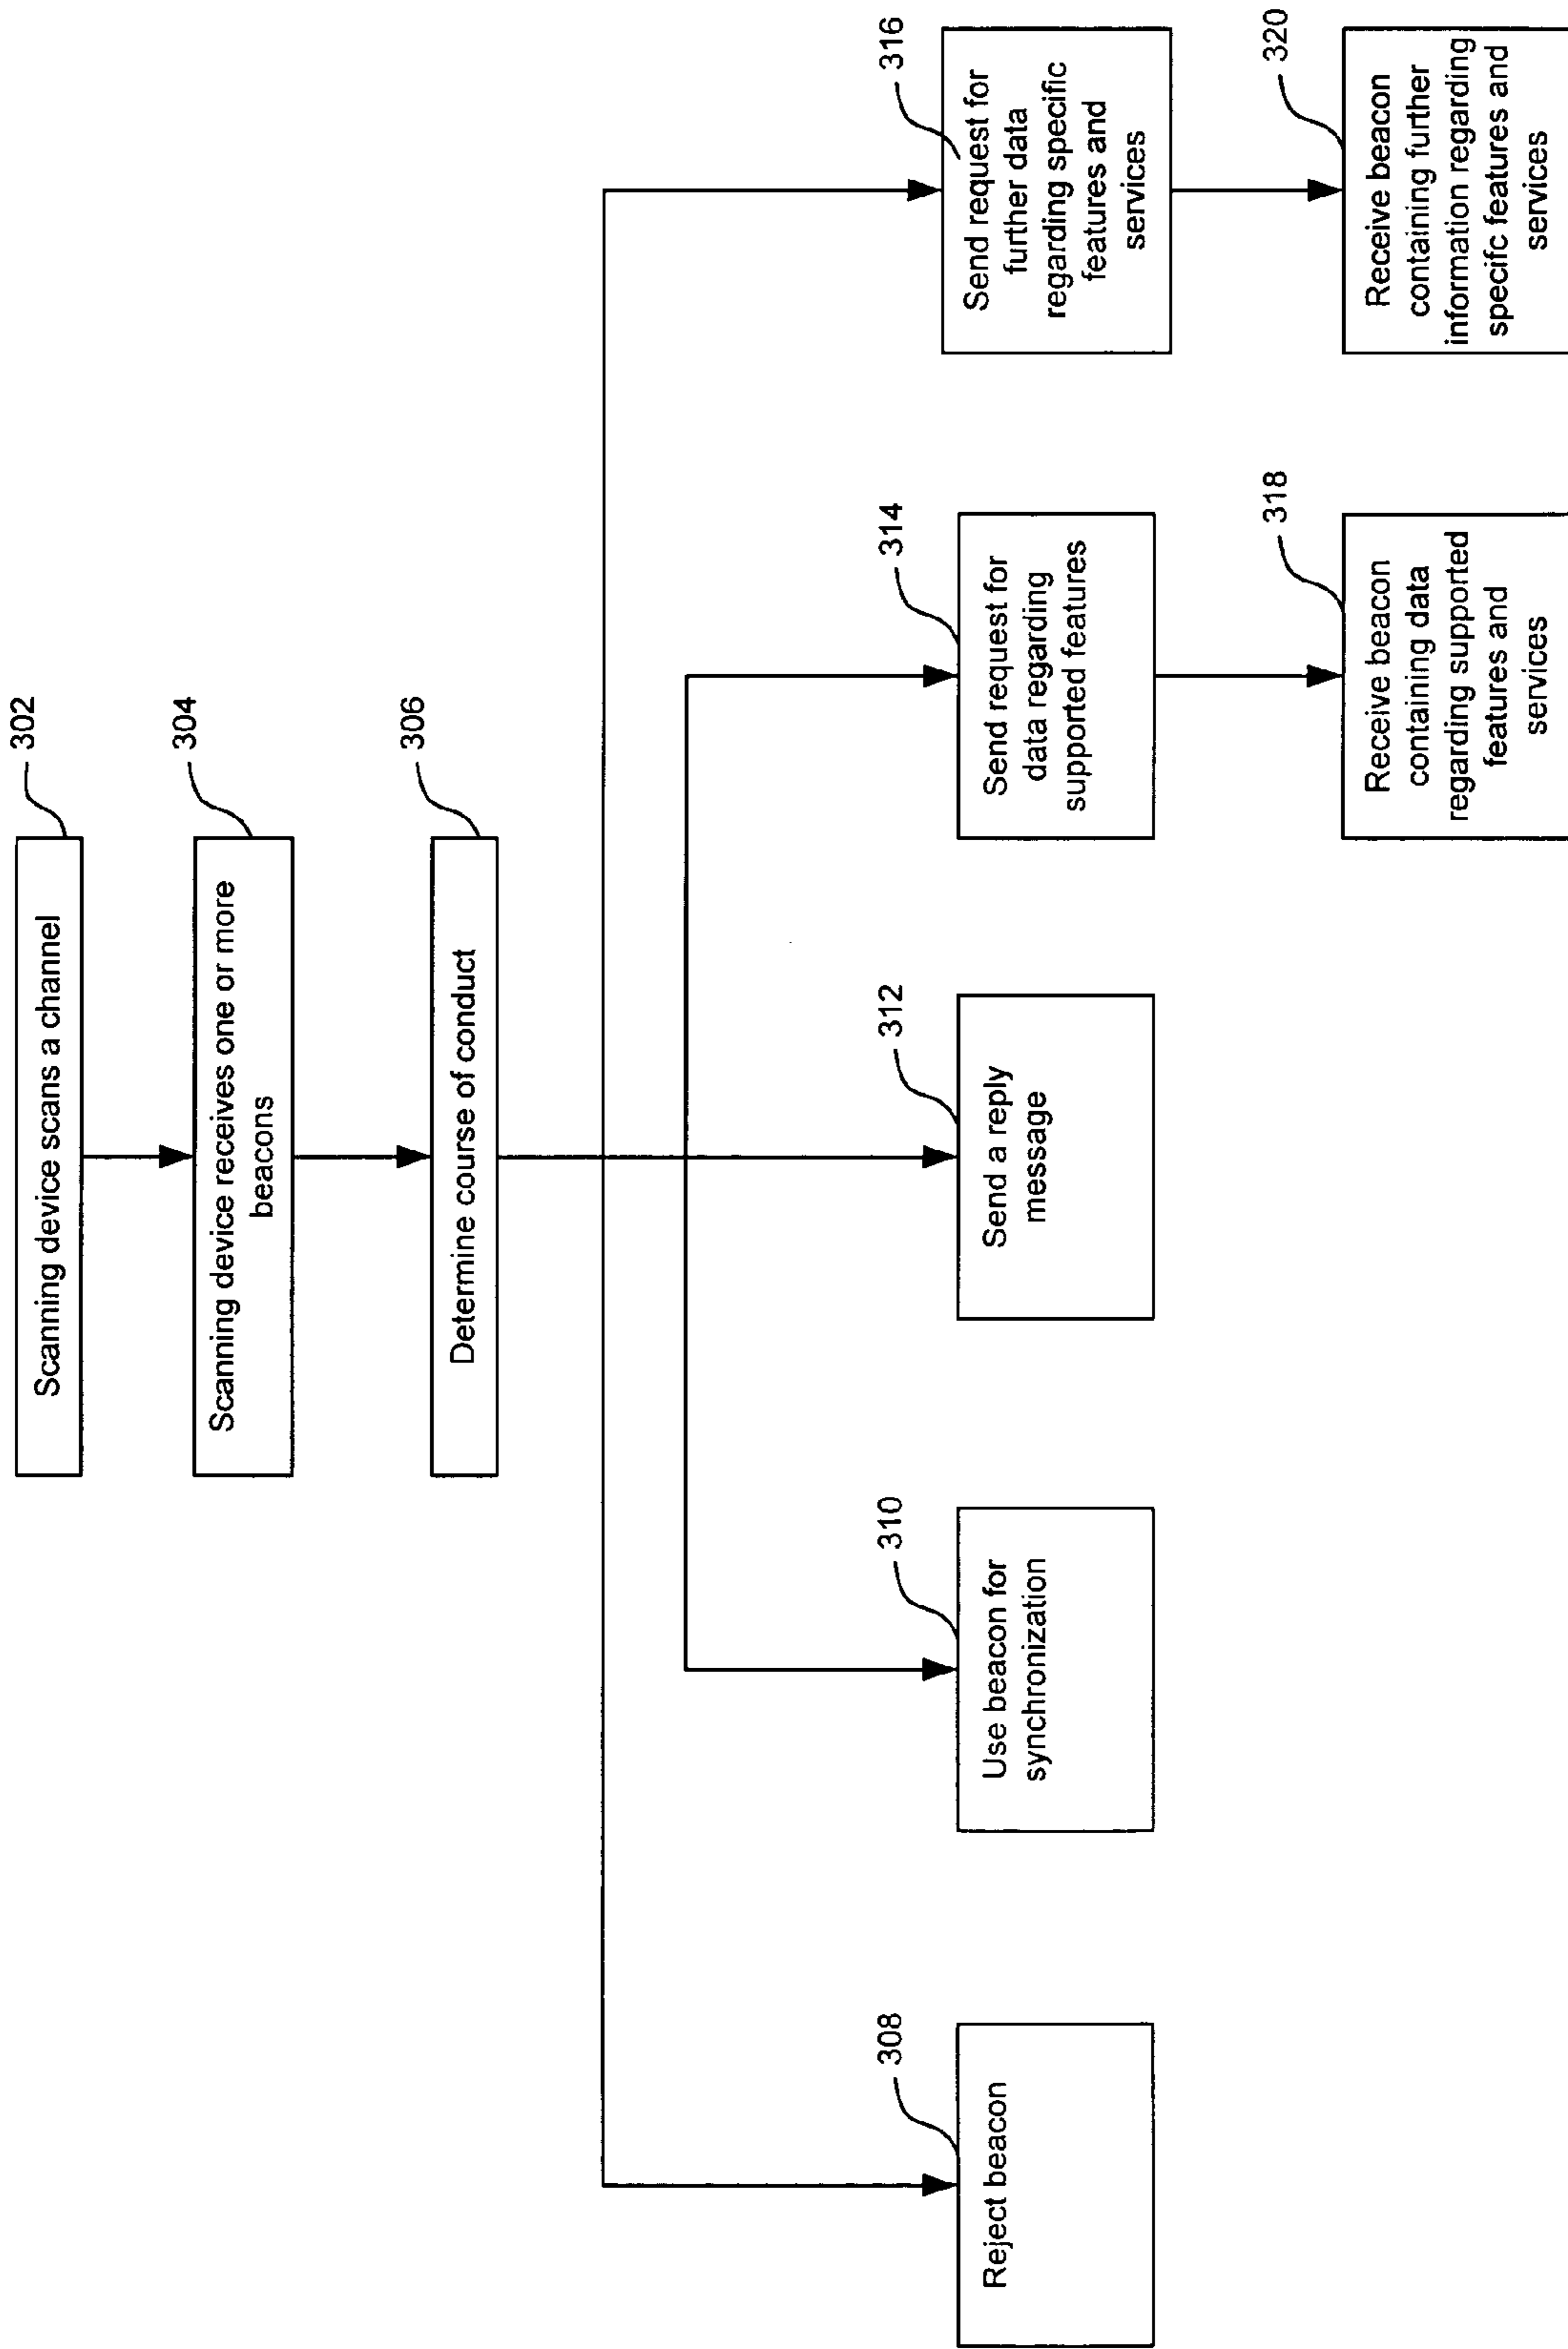 302
Scanning device scans a channel
304
Scanning device receives one or more
beacons
306
Determine course of conduct
308
Reject beacon
310
Use beacon for
synchronization
312
Send a reply
message
314
Send request for
data regarding
supported features
316
Send request for
further data
regarding specific
features and
services
318
Receive beacon
containing data
regarding supported
features and
services
320
Receive beacon
containing further
information regarding
specifc features and
services